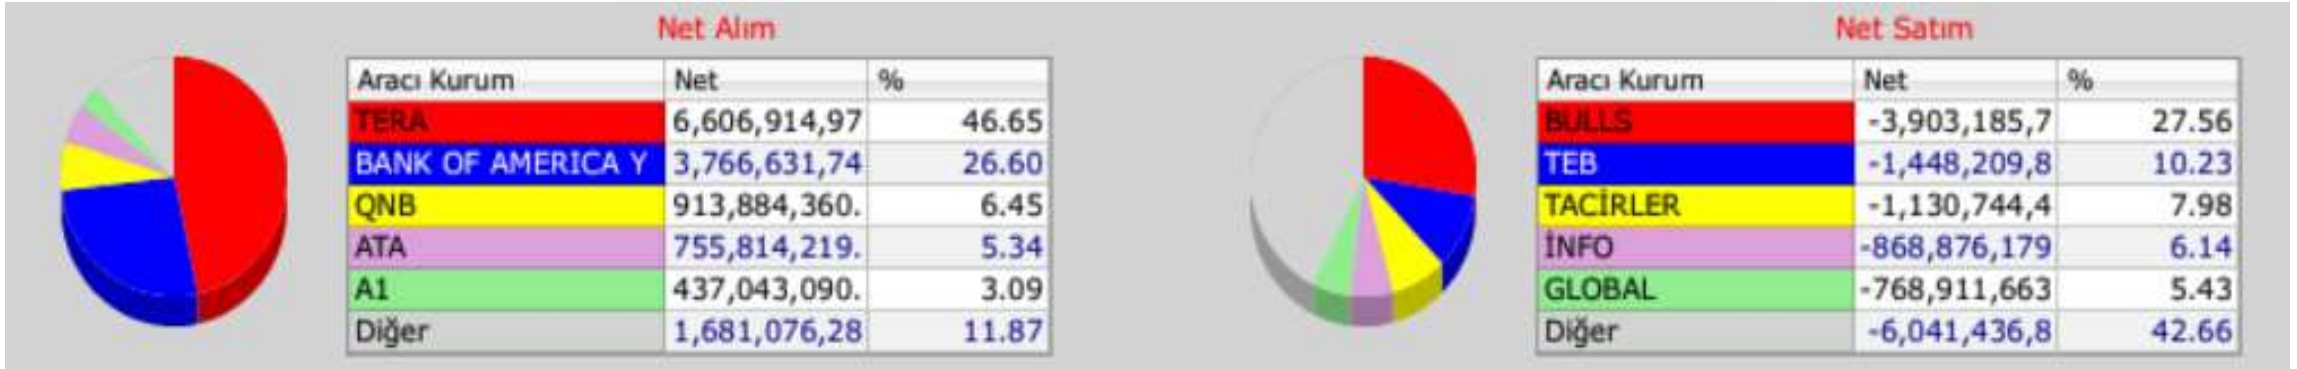 Net Alım
Aracı Kurum Net %
TERA 6,606,914,97 46.65
BANK OF AMERICA Y 3,766,631,74 26.60
QNB 913,884,360. 6.45
ATA 755,814,219. 5.34
A1 437,043,090. 3.09
Diğer 1,681,076,28 11.87
Net Satım
Aracı Kurum Net %
BULLS -3,903,185,7 27.56
TEB -1,448,209,8 10.23
TACİRLER -1,130,744,4 7.98
İNFO -868,876,179 6.14
GLOBAL -768,911,663 5.43
Diğer -6,041,436,8 42.66